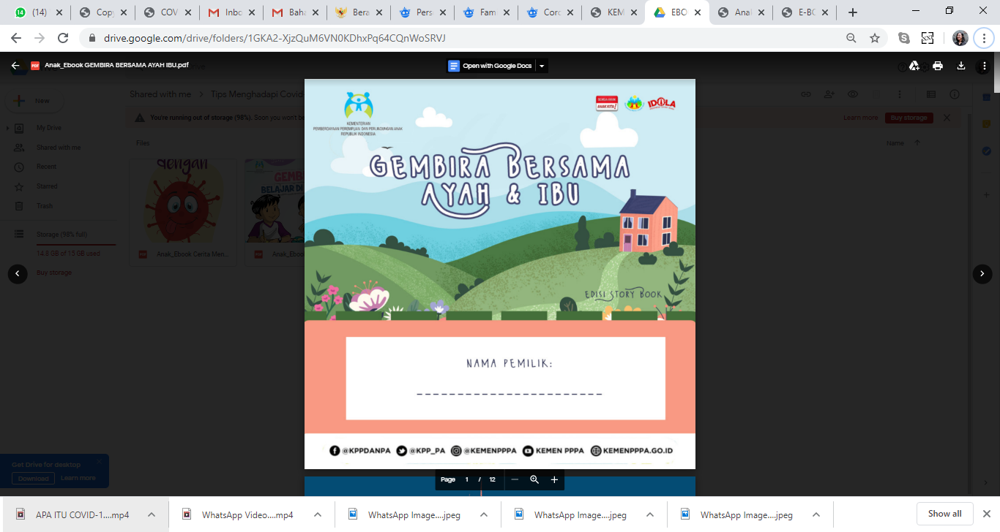 (14)
Copy
COV
Inbo
Baha
Bera
Pers
Fam
Coro
KEM
EBO
Anal
E-BC
drive.google.com/drive/folders/1GKA2-XjzQuM6VN0KDhxPq64CQnWoSRVJ
PDF Anak_Ebook GEMBIRA BERSAMA AYAH IBU.pdf
Open with Google Docs
New
Shared with me > Tips Menghadapi Covid
You're running out of storage (98%). Soon you won't be
Learn more
Buy storage
My Drive
Shared with me
Recent
Starred
Trash
Storage (98% full)
14.8 GB of 15 GB used
Buy storage
Files
Name
dengan
GEMB
BELAJAR DI
Anak_Ebook Cerita Men...
Anak_Eboo
KEMENTERIAN
PEMBERDAYAAN PEREMPUAN DAN PERLINDUNGAN ANAK
REPUBLIK INDONESIA
ANAK KITA!
IDOLA
GEMBIRA BERSAMA
AYAH & IBU
EDISI STORY BOOK
NAMA PEMILIK:
@KPPDANPA @KPP_PA @KEMENPPPA KEMEN PPPA KEMENPPPA.GO.ID
Page 1 / 12
Get Drive for desktop
Download
Learn more
APA ITU COVID-1....mp4
WhatsApp Video....mp4
WhatsApp Image....jpeg
WhatsApp Image....jpeg
WhatsApp Image....jpeg
Show all